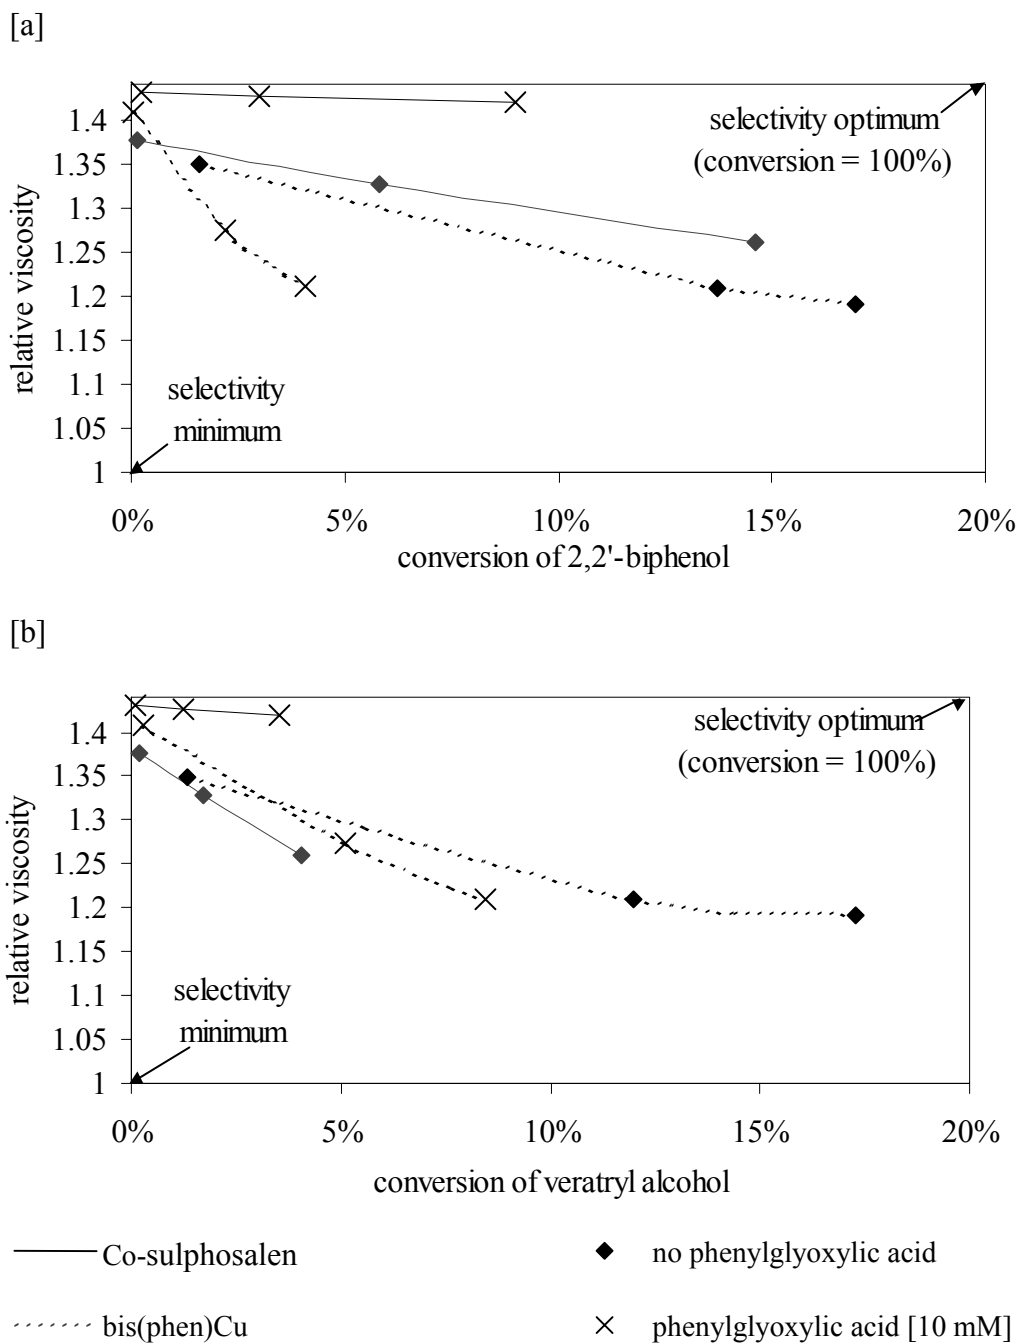 [a]
1.4
1.35
1.3
1.25
1.2
1.15
1.1
1.05
1
relative viscosity
selectivity optimum
(conversion = 100%)
selectivity
minimum
0%
5%
10%
15%
20%
conversion of 2,2'-biphenol
[b]
1.4
1.35
1.3
1.25
1.2
1.15
1.1
1.05
1
relative viscosity
selectivity optimum
(conversion = 100%)
selectivity
minimum
0%
5%
10%
15%
20%
conversion of veratryl alcohol
Co-sulphosalen
no phenylglyoxylic acid
bis(phen)Cu
phenylglyoxylic acid [10 mM]